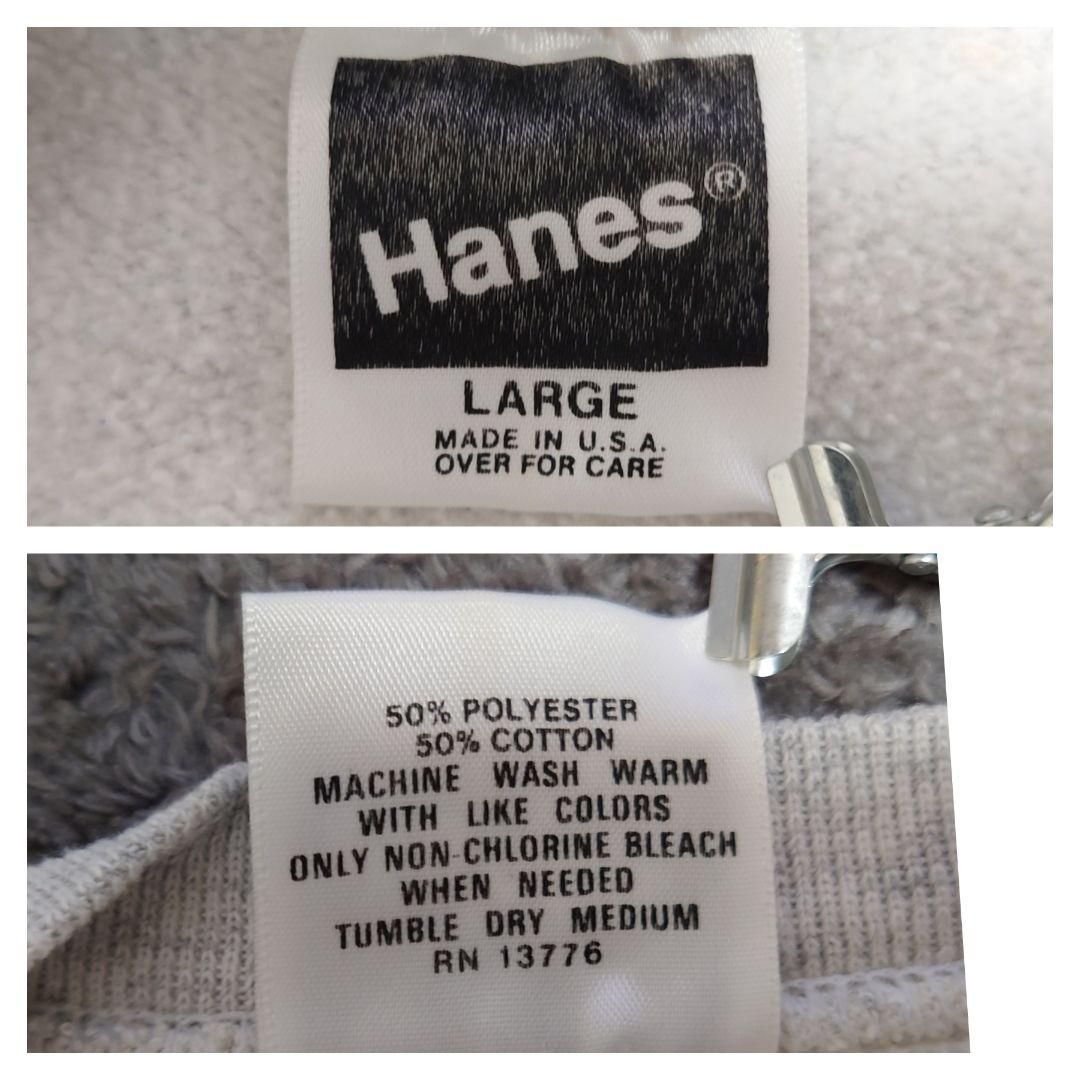 Hanes®
LARGE
MADE IN U.S.A.
OVER FOR CARE
50% POLYESTER
50% COTTON
MACHINE WASH WARM
WITH LIKE COLORS
ONLY NON-CHLORINE BLEACH
WHEN NEEDED
TUMBLE DRY MEDIUM
RN 13776